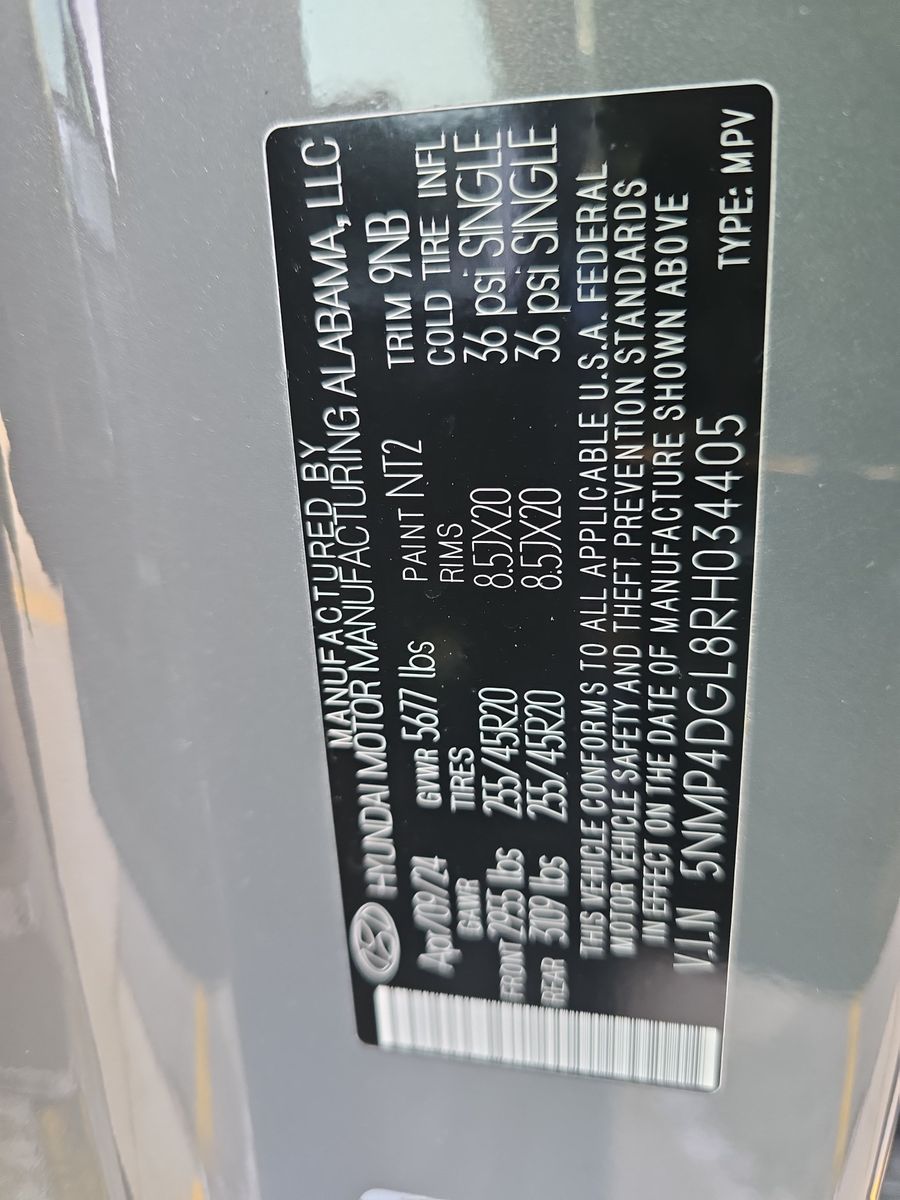 MANUFACTURED BY
HYUNDAI MOTOR MANUFACTURING ALABAMA, LLC
Apr/09/24 GVWR 5677 lbs PAINT NT2 TRIM 9NB
GAWR TIRES RIMS COLD TIRE INFL
FRONT 2935 lbs 255/45R20 8.5JX20 36 psi SINGLE
REAR 3109 lbs 255/45R20 8.5JX20 36 psi SINGLE
THIS VEHICLE CONFORMS TO ALL APPLICABLE U.S.A. FEDERAL
MOTOR VEHICLE SAFETY AND THEFT PREVENTION STANDARDS
IN EFFECT ON THE DATE OF MANUFACTURE SHOWN ABOVE
V.I.N 5NMP4DGL8RH034405 TYPE: MPV